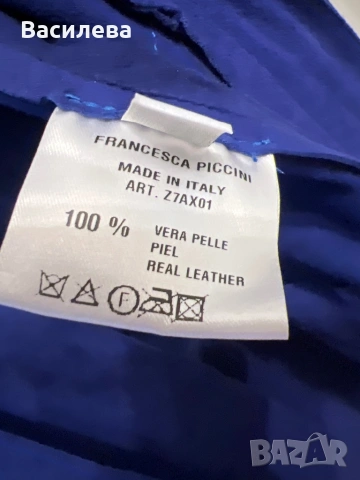 Василева
FRANCESCA PICCINI
MADE IN ITALY
ART. Z7AX01
100 % VERA PELLE
PIEL
REAL LEATHER
F
BAZAR